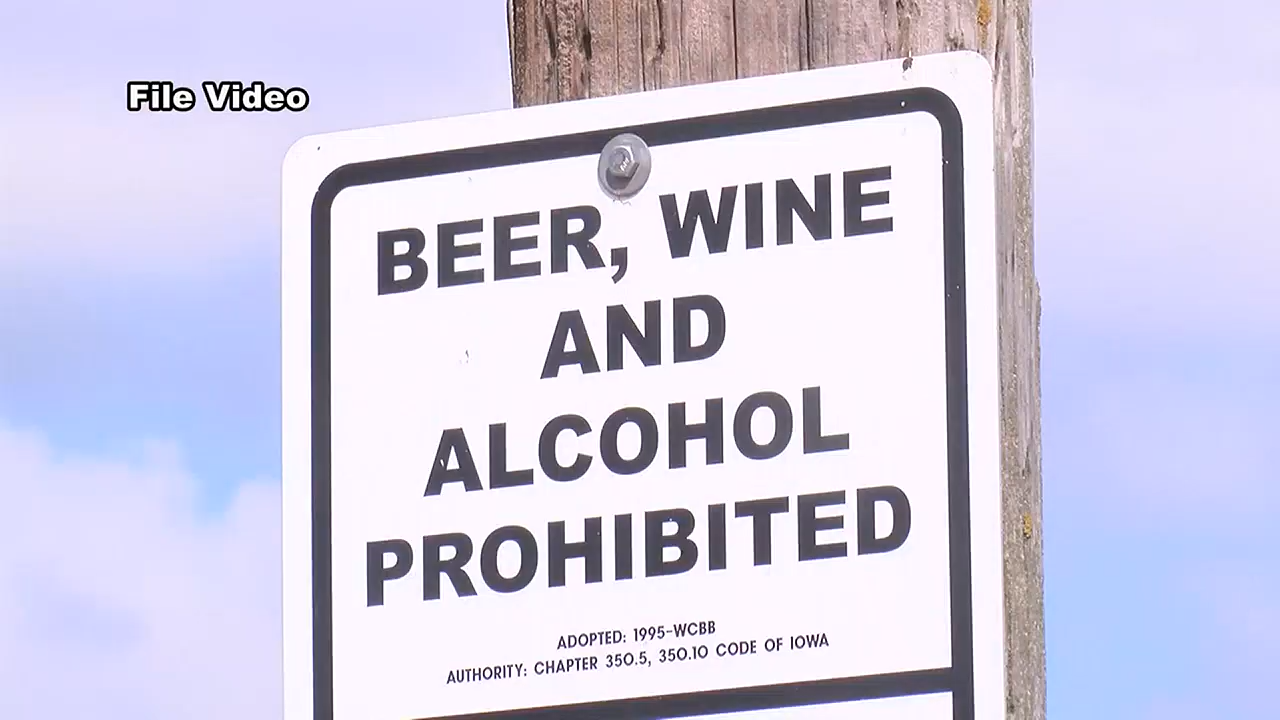 File Video
BEER, WINE
AND
ALCOHOL
PROHIBITED
ADOPTED: 1995-WCBB
AUTHORITY: CHAPTER 350.5, 350.10 CODE OF IOWA